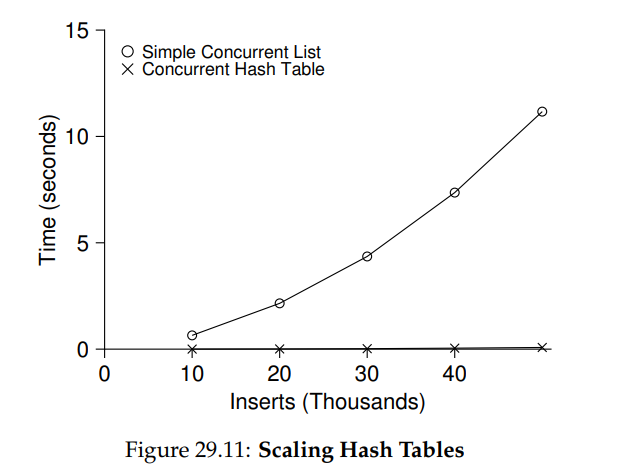 15
Simple Concurrent List
Concurrent Hash Table
10
Time (seconds)
5
0
0 10 20 30 40
Inserts (Thousands)
Figure 29.11: Scaling Hash Tables